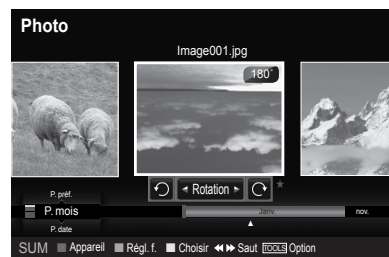 Photo
Image001.jpg
180˚
◄ Rotation ►
P. préf.
P. mois
P. date
Janv.
nov.
SUM Appareil Régl. f. Choisir ◄◄ ►► Saut TOOLS Option